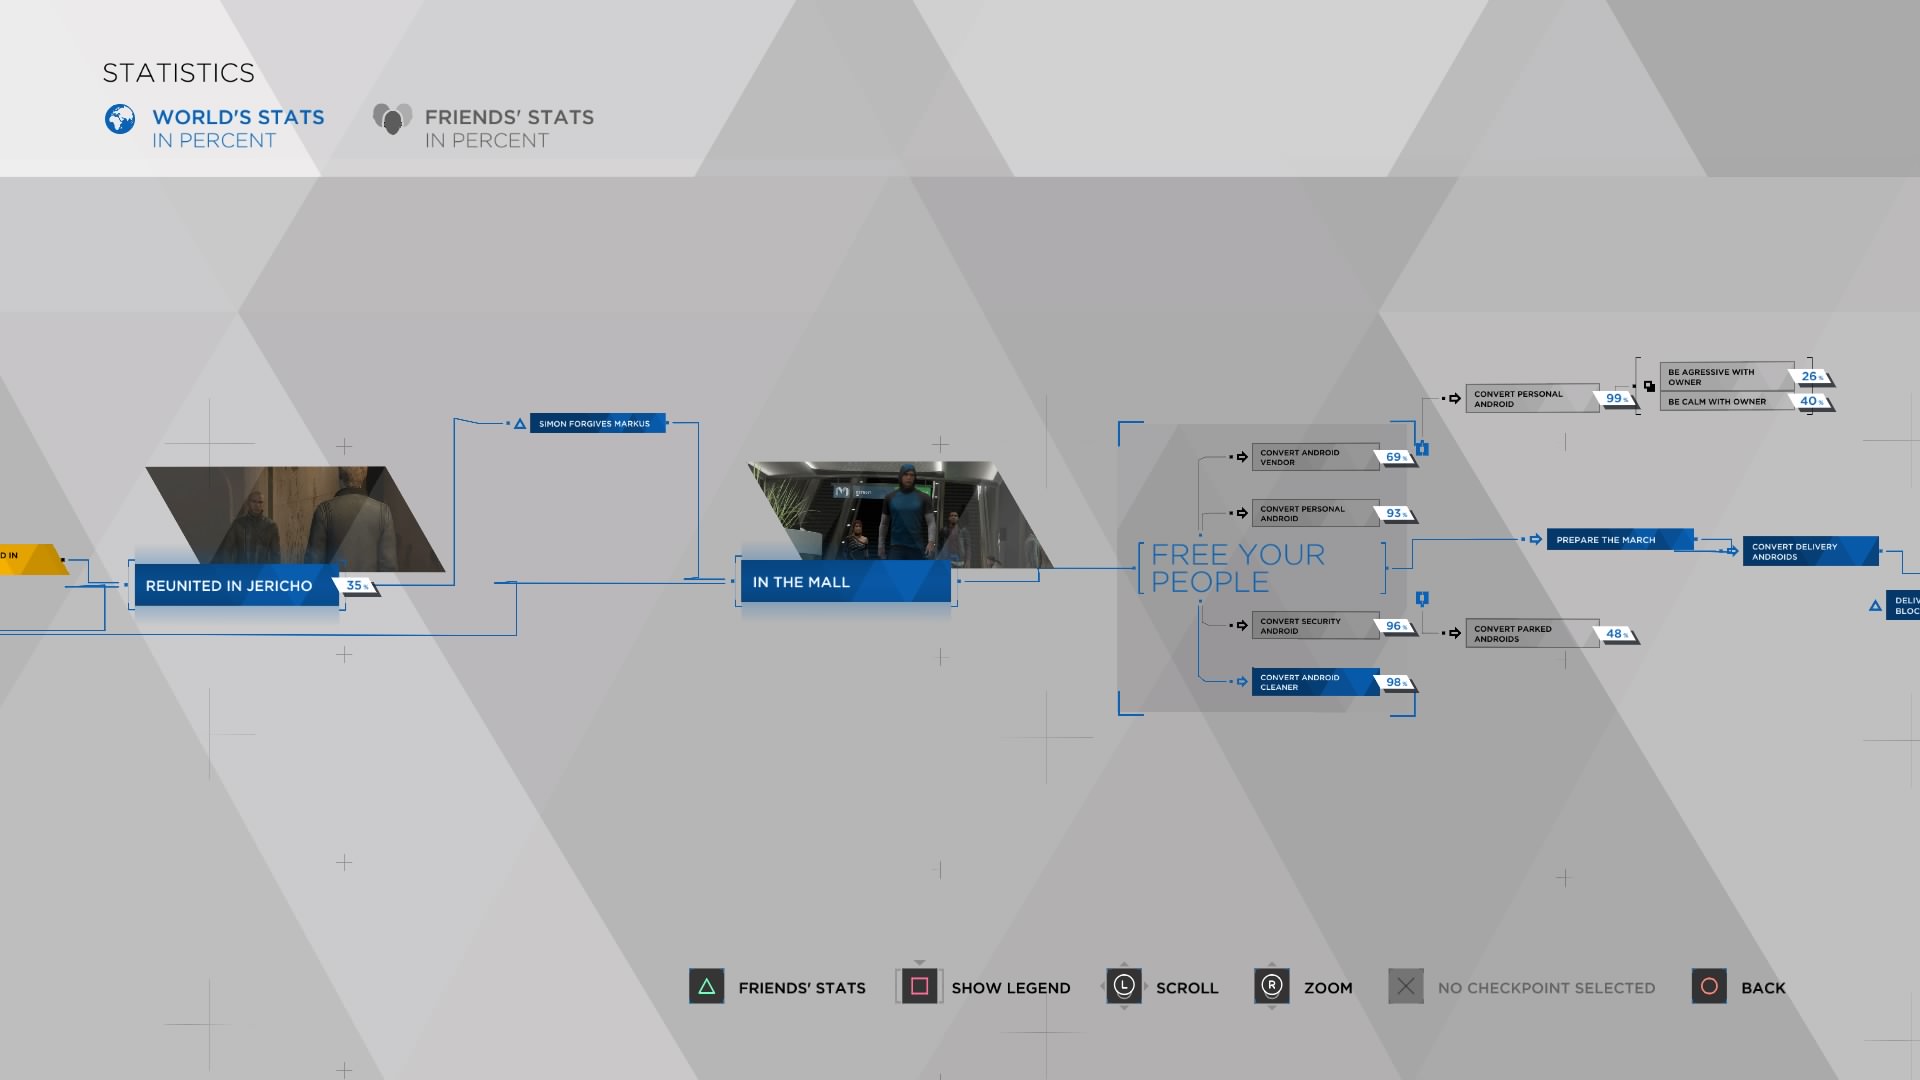 STATISTICS
WORLD'S STATS
IN PERCENT
FRIENDS' STATS
IN PERCENT
D IN
REUNITED IN JERICHO
35%
SIMON FORGIVES MARKUS
IN THE MALL
FREE YOUR
PEOPLE
CONVERT ANDROID
VENDOR
69%
CONVERT PERSONAL
ANDROID
93%
CONVERT SECURITY
ANDROID
96%
CONVERT ANDROID
CLEANER
98%
CONVERT PERSONAL
ANDROID
99%
BE AGRESSIVE WITH
OWNER
26%
BE CALM WITH OWNER
40%
PREPARE THE MARCH
CONVERT DELIVERY
ANDROIDS
CONVERT PARKED
ANDROIDS
48%
DELIV
BLOC
FRIENDS' STATS
SHOW LEGEND
L
SCROLL
R
ZOOM
NO CHECKPOINT SELECTED
BACK